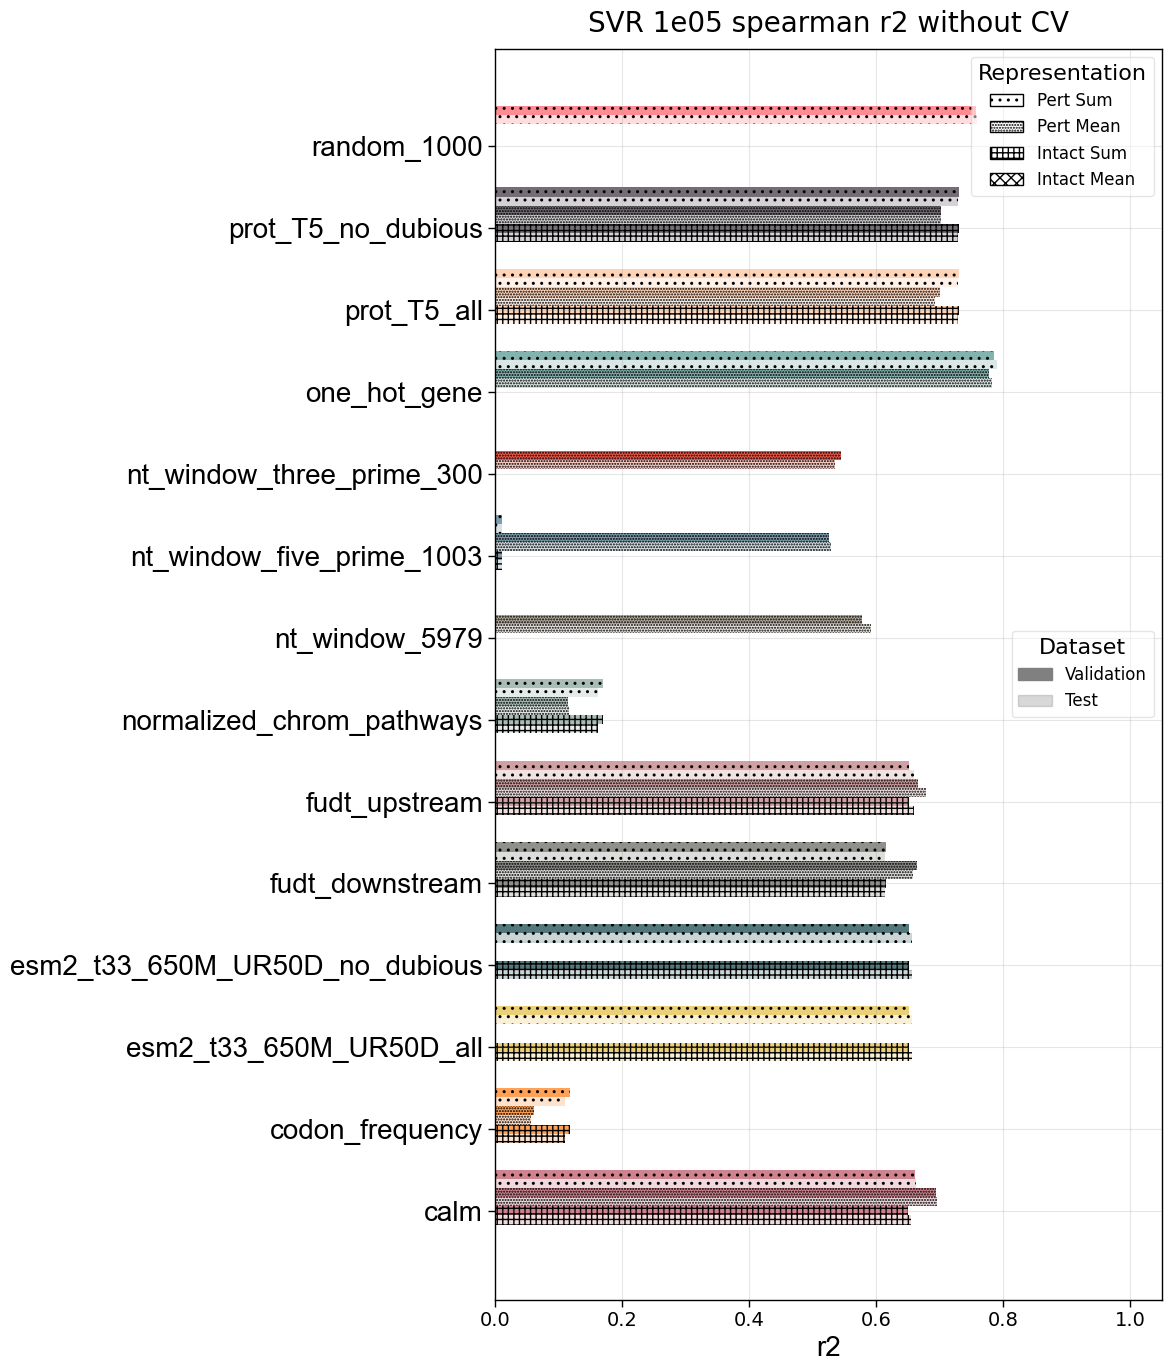 SVR 1e05 spearman r2 without CV
Representation
Pert Sum
Pert Mean
Intact Sum
Intact Mean
random_1000
prot_T5_no_dubious
prot_T5_all
one_hot_gene
nt_window_three_prime_300
nt_window_five_prime_1003
nt_window_5979
Dataset
Validation
Test
normalized_chrom_pathways
fudt_upstream
fudt_downstream
esm2_t33_650M_UR50D_no_dubious
esm2_t33_650M_UR50D_all
codon_frequency
calm
0.0 0.2 0.4 0.6 0.8 1.0
r2